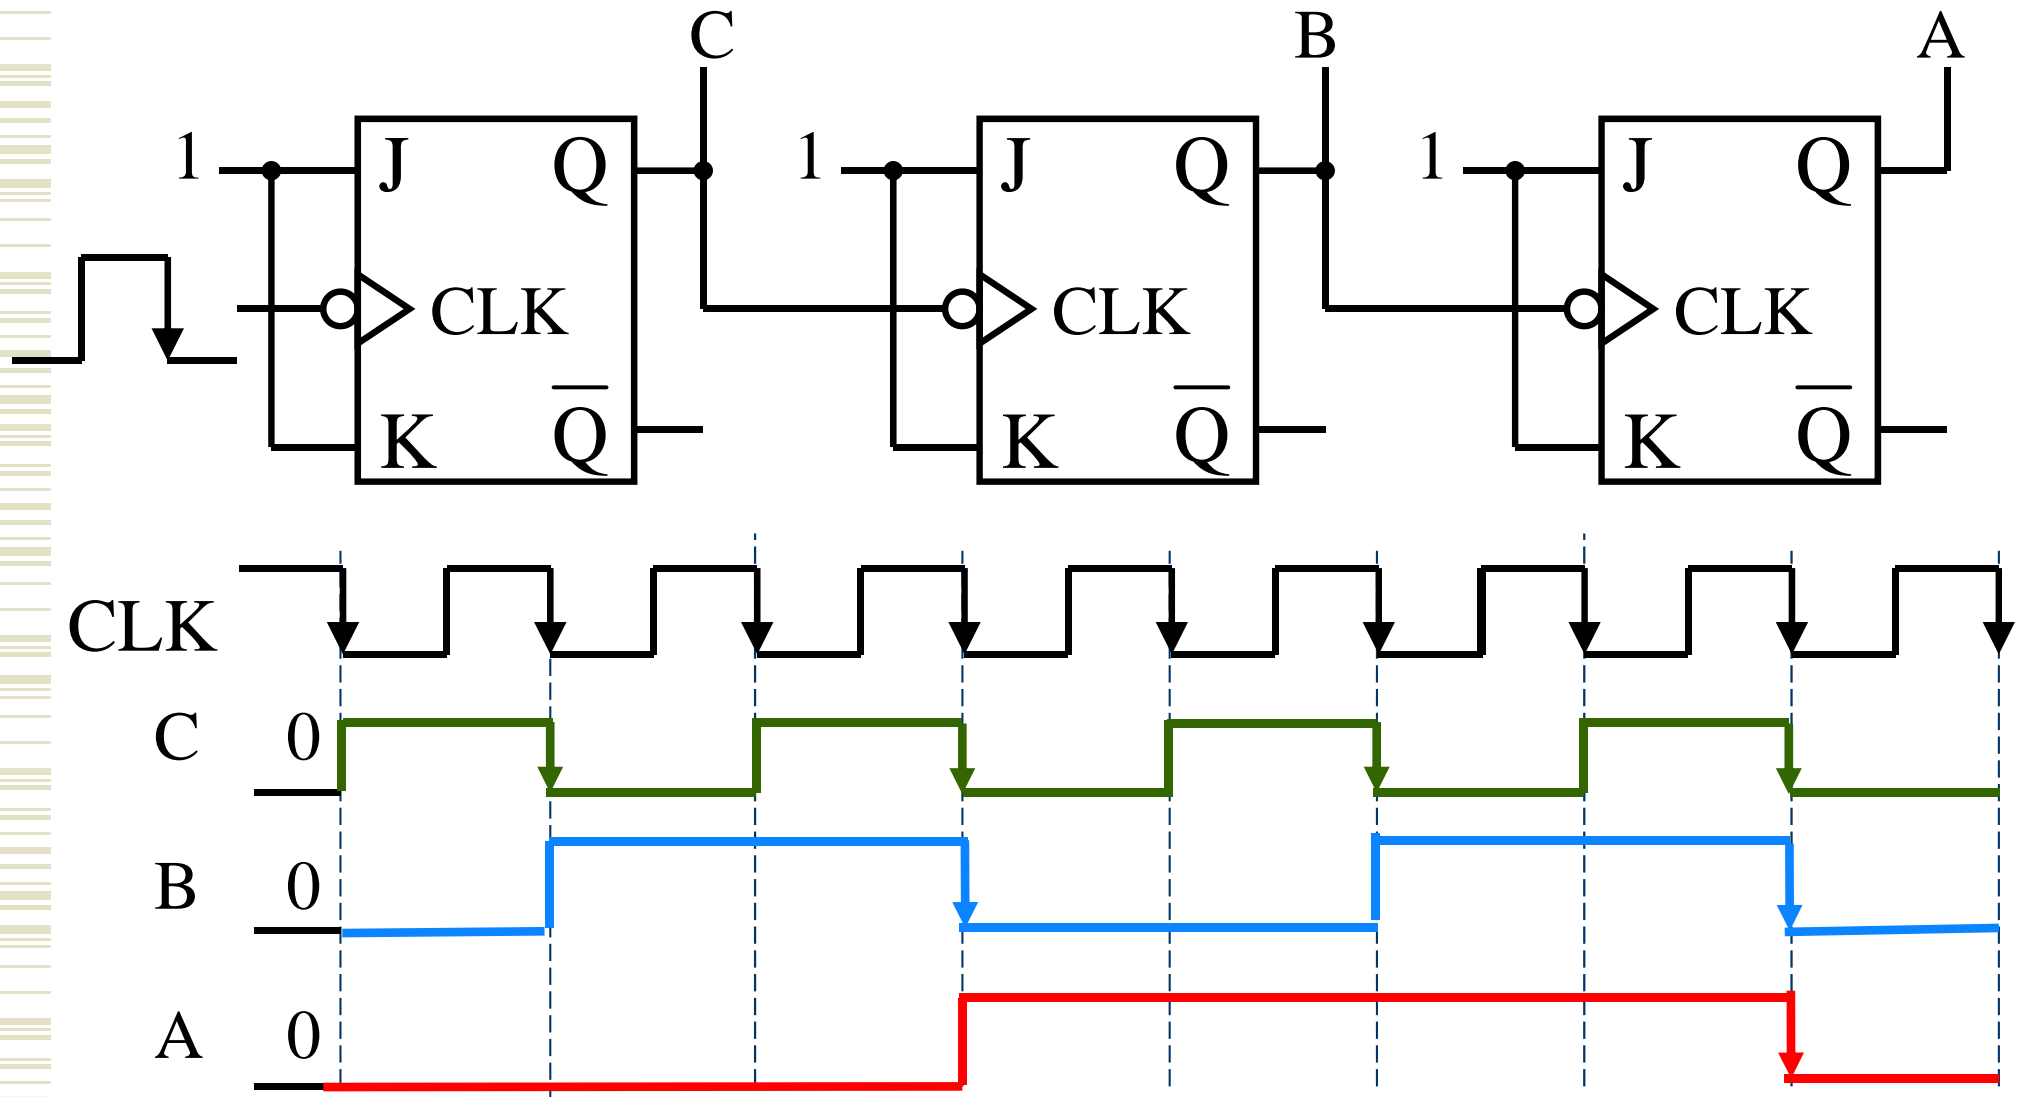 C B A
1 J Q 1 J Q 1 J Q
CLK CLK CLK
K Q̅ K Q̅ K Q̅
CLK
C 0
B 0
A 0